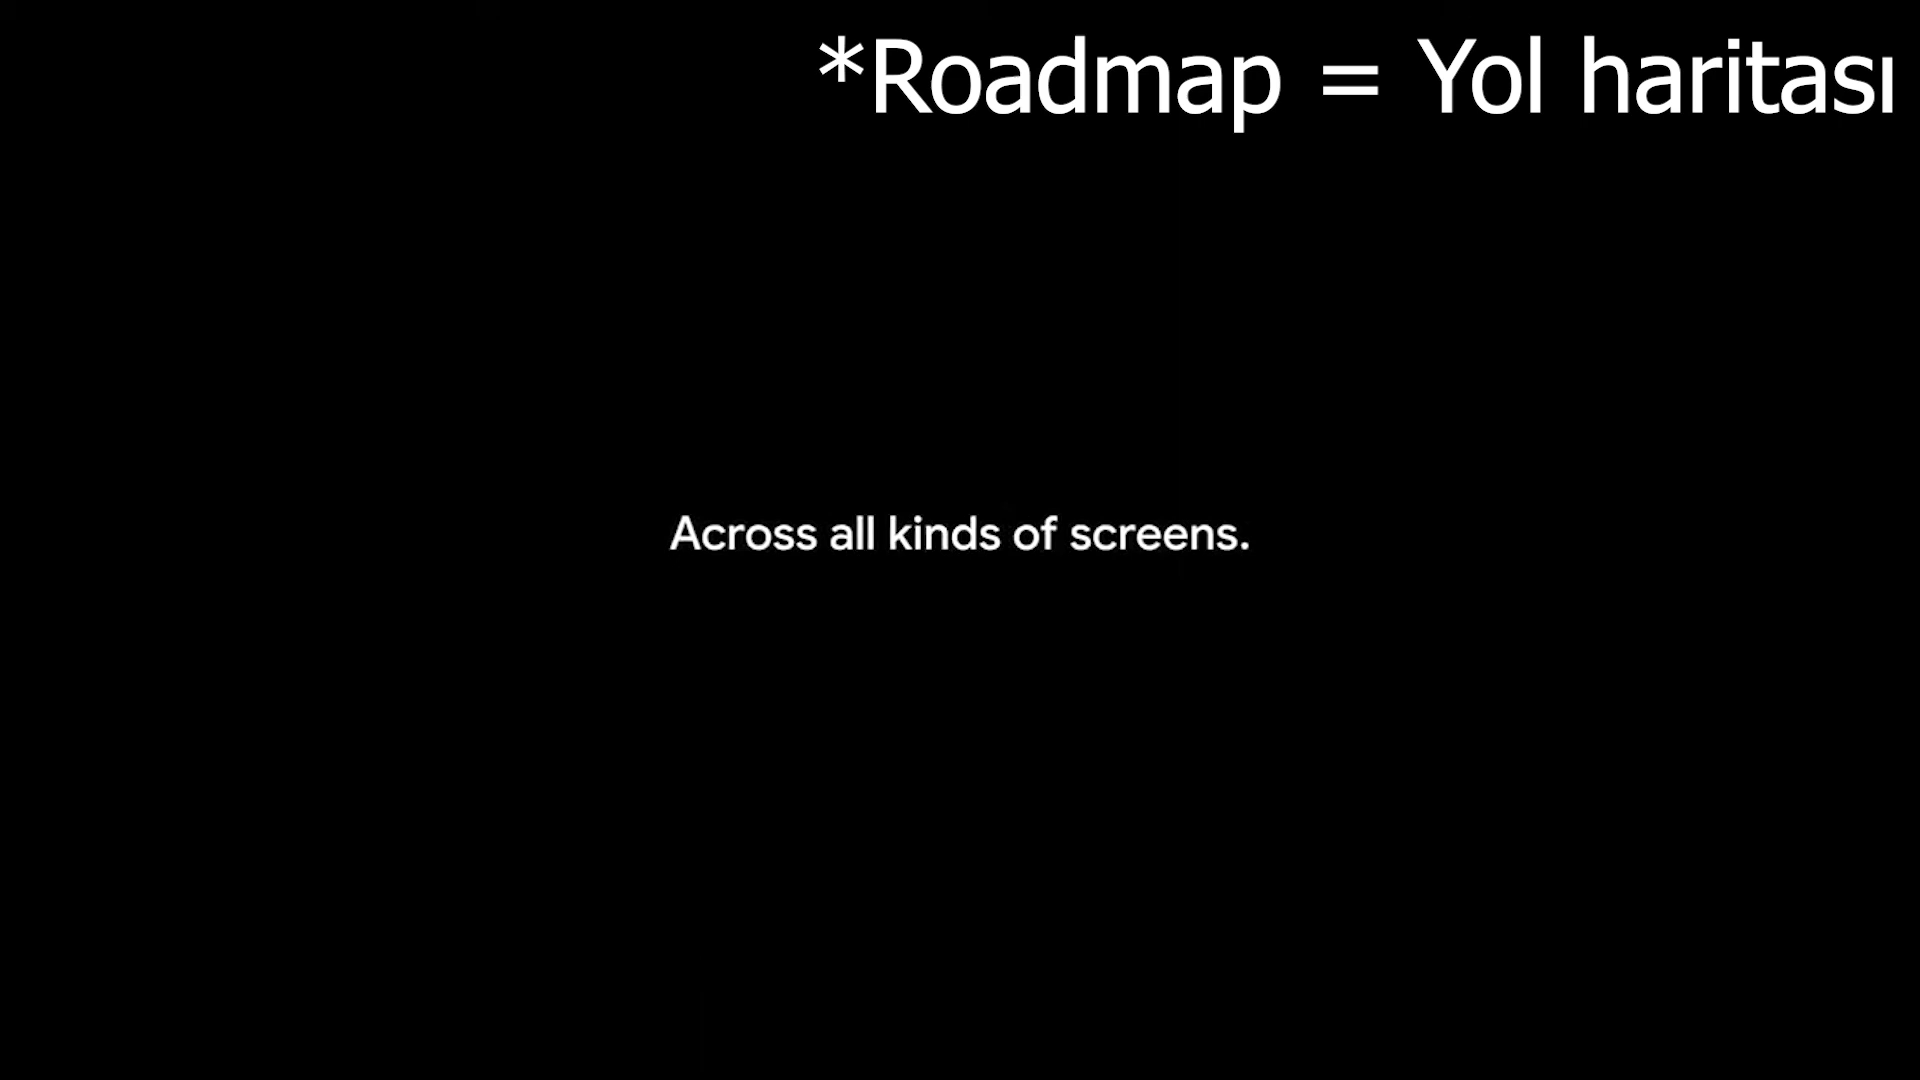 *Roadmap = Yol haritası
Across all kinds of screens.